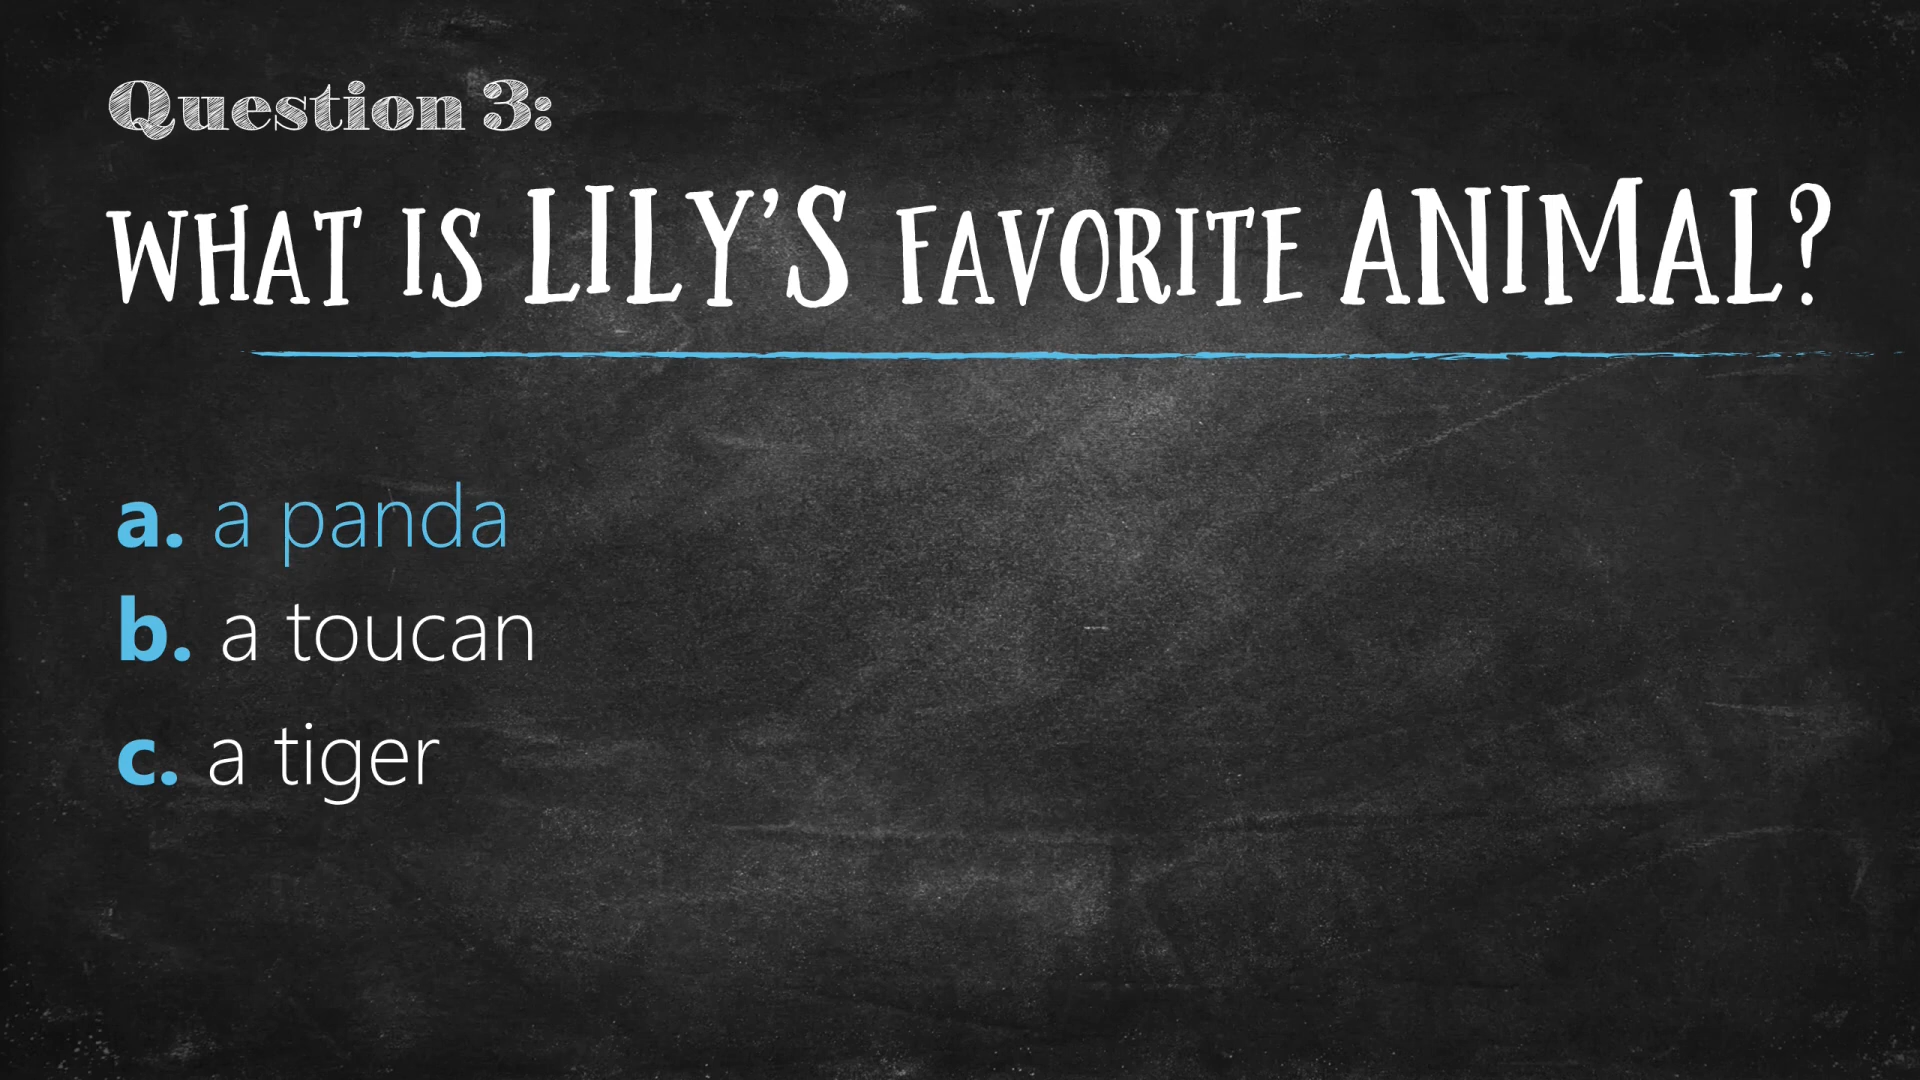 Question 3:
WHAT IS LILY'S FAVORITE ANIMAL?
a. a panda
b. a toucan
c. a tiger